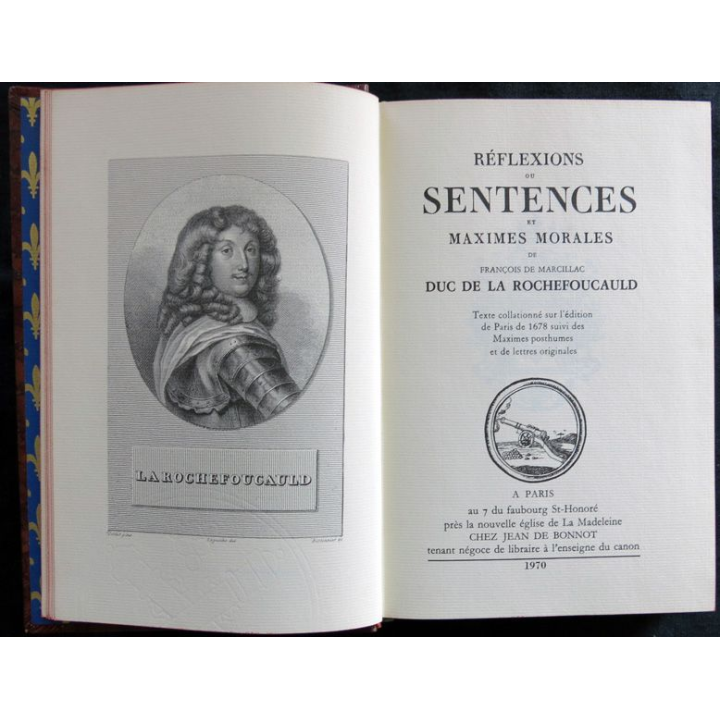 LA ROCHEFOUCAULD
RÉFLEXIONS
OU
SENTENCES
ET
MAXIMES MORALES
DE
FRANÇOIS DE MARCILLAC
DUC DE LA ROCHEFOUCAULD
Texte collationné sur l'édition
de Paris de 1678 suivi des
Maximes posthumes
et de lettres originales
A PARIS
au 7 du faubourg St-Honoré
près la nouvelle église de La Madeleine
CHEZ JEAN DE BONNOT
tenant négoce de libraire à l'enseigne du canon
1970